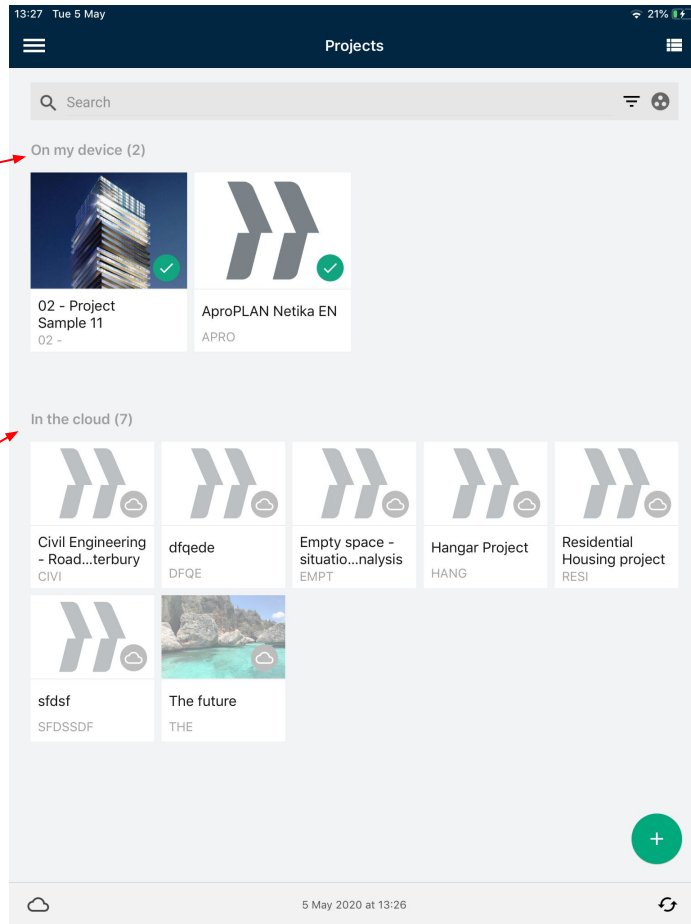 13:27 Tue 5 May
21%
Projects
Search
On my device (2)
02 - Project
Sample 11
02 -
AproPLAN Netika EN
APRO
In the cloud (7)
Civil Engineering
- Road...terbury
CIVI
dfqede
DFQE
Empty space -
situatio...nalysis
EMPT
Hangar Project
HANG
Residential
Housing project
RESI
sfdsf
SFDSSDF
The future
THE
5 May 2020 at 13:26